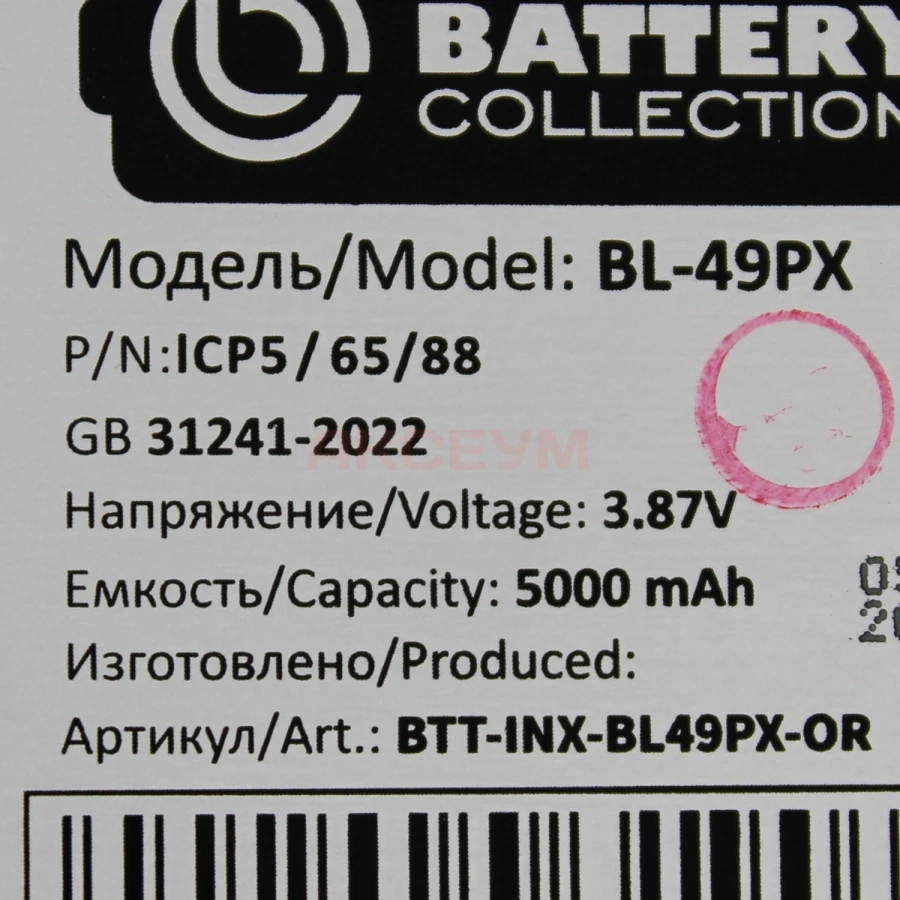 BATTERY
COLLECTION
Модель/Model: BL-49PX
P/N:ICP5/65/88
GB 31241-2022
АКСЕУМ
Напряжение/Voltage: 3.87V
Емкость/Capacity: 5000 mAh
Изготовлено/Produced:
Артикул/Art.: BTT-INX-BL49PX-OR